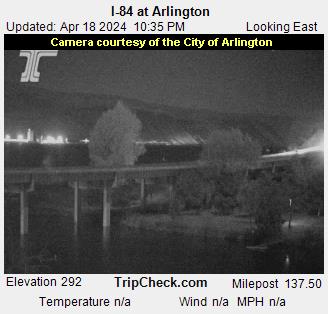 I-84 at Arlington
Updated: Apr 18 2024 10:35 PM Looking East
Camera courtesy of the City of Arlington
Elevation 292 TripCheck.com Milepost 137.50
Temperature n/a Wind n/a MPH n/a